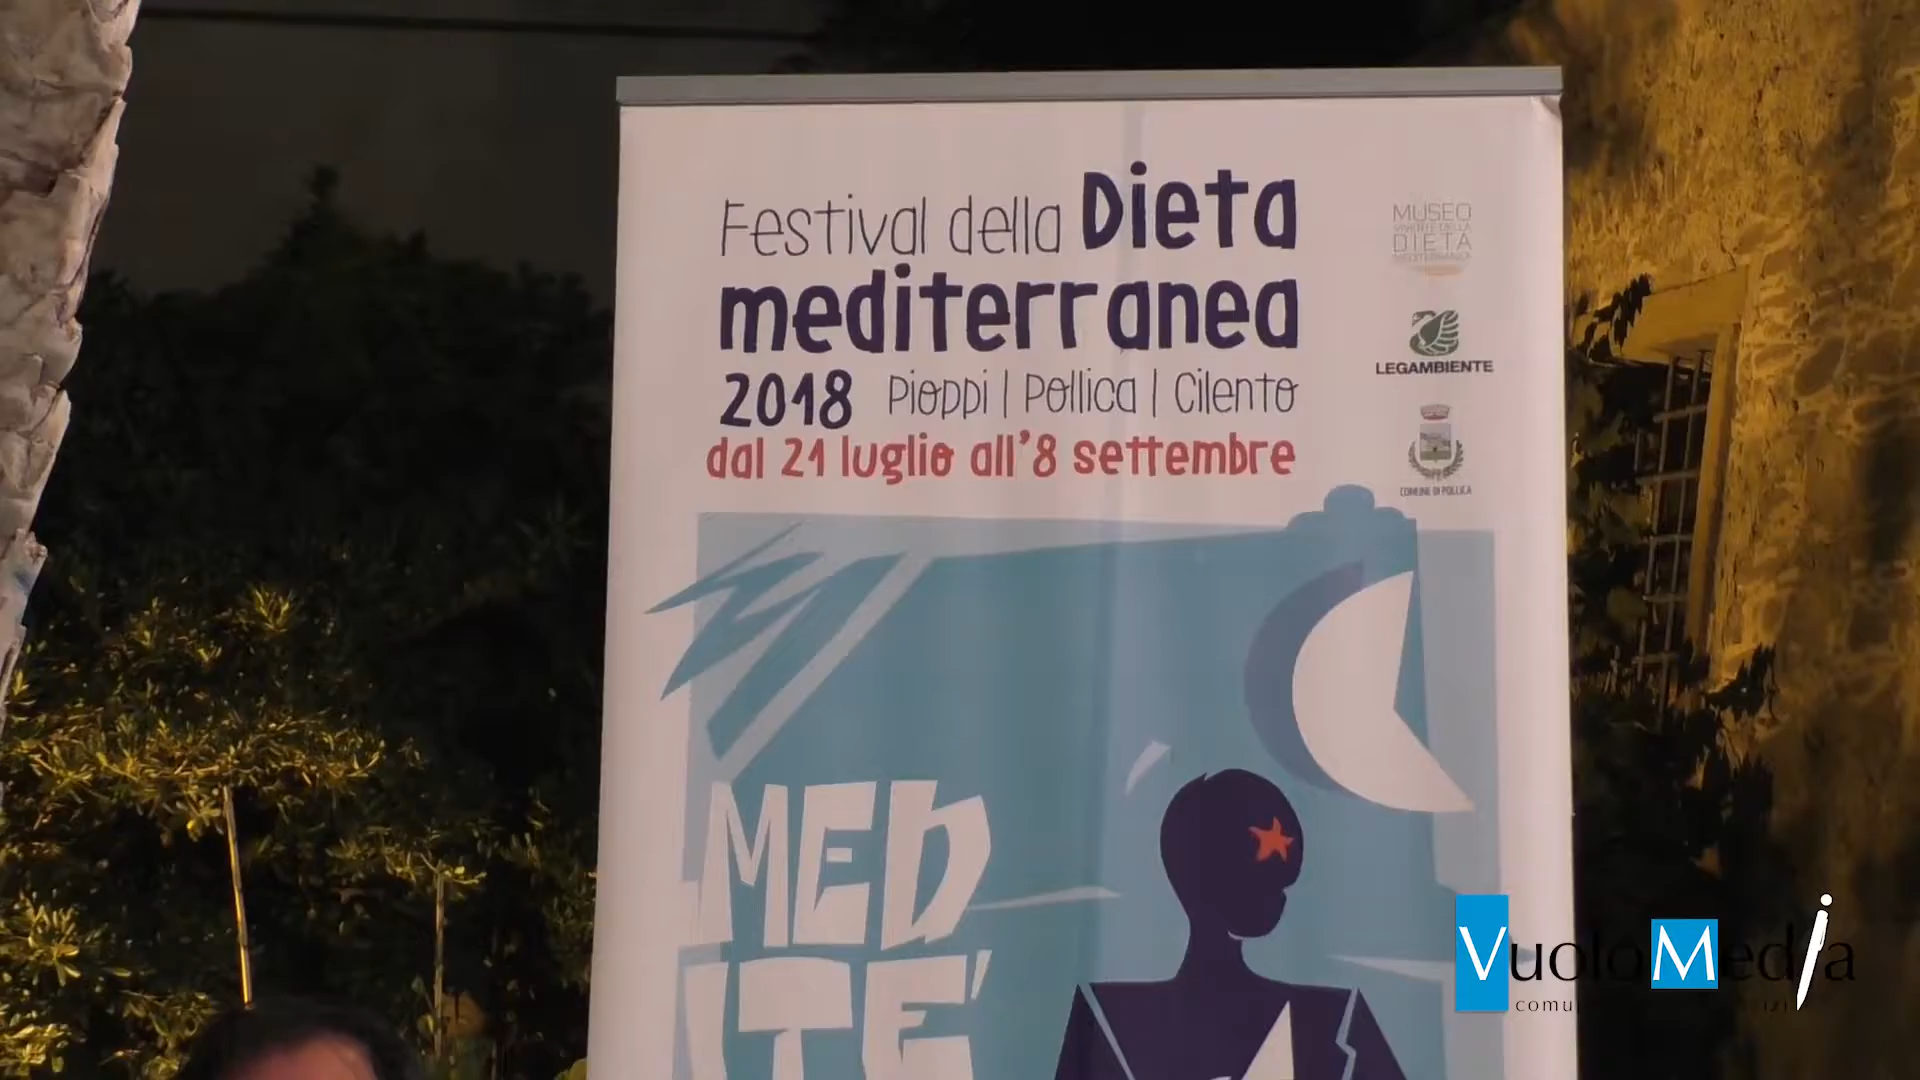 Festival della Dieta
mediterranea
2018 Pioppi | Pollica | Cilento
dal 21 luglio all'8 settembre
MUSEO
VIVENTE DELLA
DIETA
MEDITERRANEA
LEGAMBIENTE
COMUNE DI POLLICA
MED
ITE'
VuoloMedia